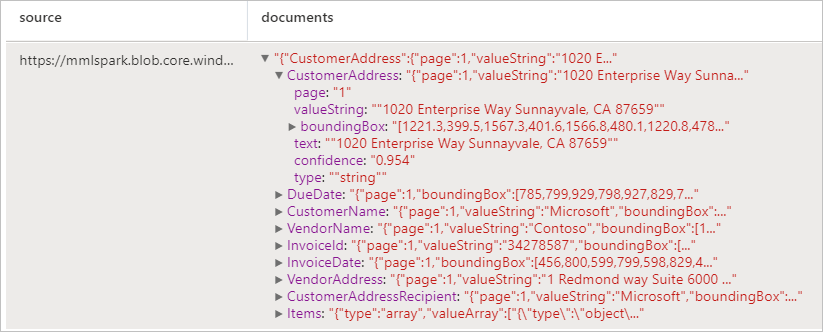 source documents
https://mmlspark.blob.core.wind... ▼ "{"CustomerAddress":{"page":1,"valueString":"1020 E..."
▼ CustomerAddress: "{"page":1,"valueString":"1020 Enterprise Way Sunna..."
page: "1"
valueString: ""1020 Enterprise Way Sunnayvale, CA 87659""
▶ boundingBox: "[1221.3,399.5,1567.3,401.6,1566.8,480.1,1220.8,478..."
text: ""1020 Enterprise Way Sunnayvale, CA 87659""
confidence: "0.954"
type: ""string""
▶ DueDate: "{"page":1,"boundingBox":[785,799,929,798,927,829,7..."
▶ CustomerName: "{"page":1,"valueString":"Microsoft","boundingBox":..."
▶ VendorName: "{"page":1,"valueString":"Contoso","boundingBox":[1..."
▶ InvoiceId: "{"page":1,"valueString":"34278587","boundingBox":[..."
▶ InvoiceDate: "{"page":1,"boundingBox":[456,800,599,799,598,829,4..."
▶ VendorAddress: "{"page":1,"valueString":"1 Redmond way Suite 6000 ..."
▶ CustomerAddressRecipient: "{"page":1,"valueString":"Microsoft","boundingBox..."
▶ Items: "{"type":"array","valueArray":["{\"type\":\"object\..."